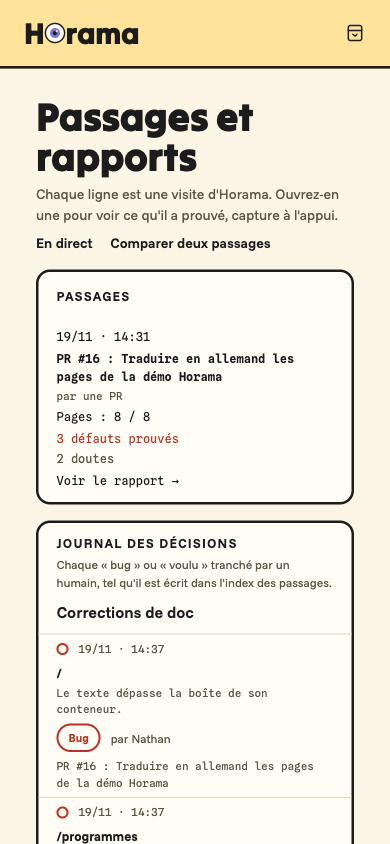 Horama
Passages et
rapports
Chaque ligne est une visite d'Horama. Ouvrez-en
une pour voir ce qu'il a prouvé, capture à l'appui.
En direct Comparer deux passages
PASSAGES
19/11 · 14:31
PR #16 : Traduire en allemand les
pages de la démo Horama
par une PR
Pages : 8 / 8
3 défauts prouvés
2 doutes
Voir le rapport →
JOURNAL DES DÉCISIONS
Chaque « bug » ou « voulu » tranché par un
humain, tel qu'il est écrit dans l'index des passages.
Corrections de doc
19/11 · 14:37
/
Le texte dépasse la boîte de son
conteneur.
Bug par Nathan
PR #16 : Traduire en allemand les pages
de la démo Horama
19/11 · 14:37
/programmes